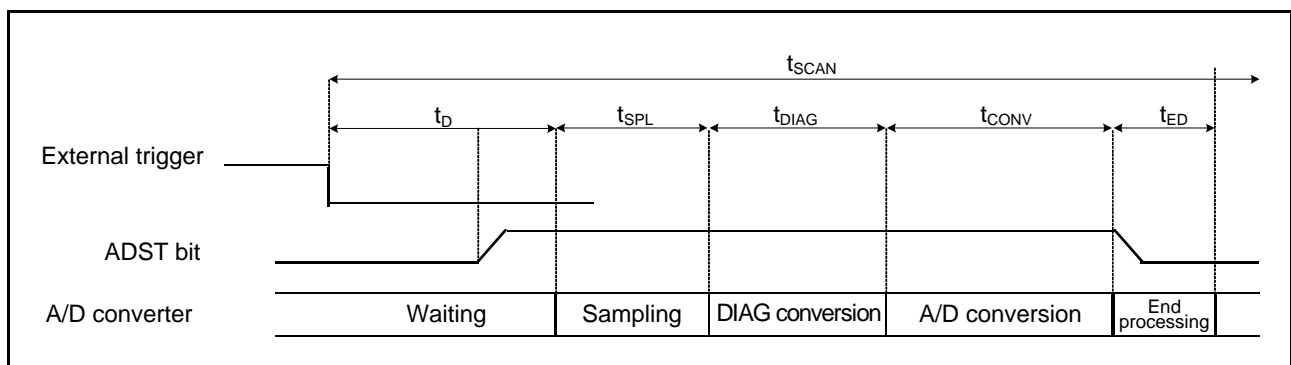 tSCAN
tD tSPL tDIAG tCONV tED
External trigger
ADST bit
A/D converter Waiting Sampling DIAG conversion A/D conversion End processing